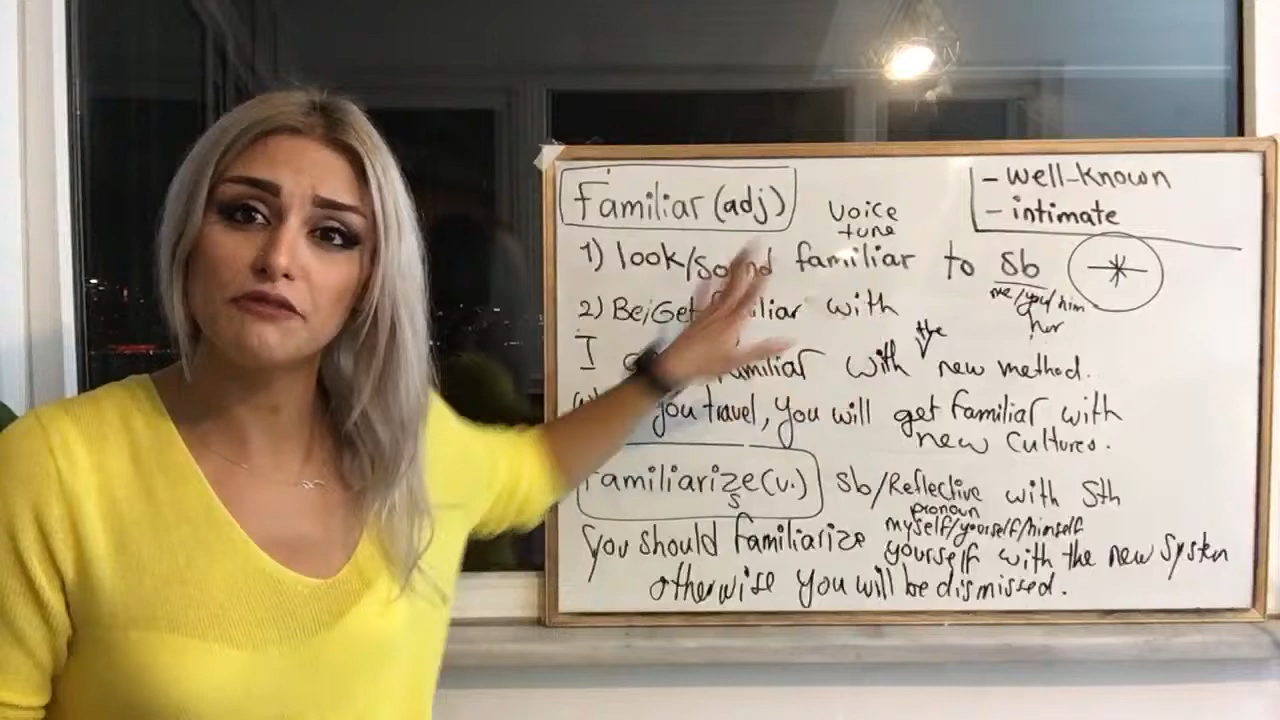 familiar (adj)
- well-known
- intimate
voice
tune
1) look/sound familiar to sb
me/you/him
her
2) Be/Get familiar with
I familiar with the new method.
you travel, you will get familiar with
new cultures.
familiarize (v.) sb/Reflective with sth
s
pronoun
myself/yourself/himself
You should familiarize yourself with the new system
otherwise you will be dismissed.